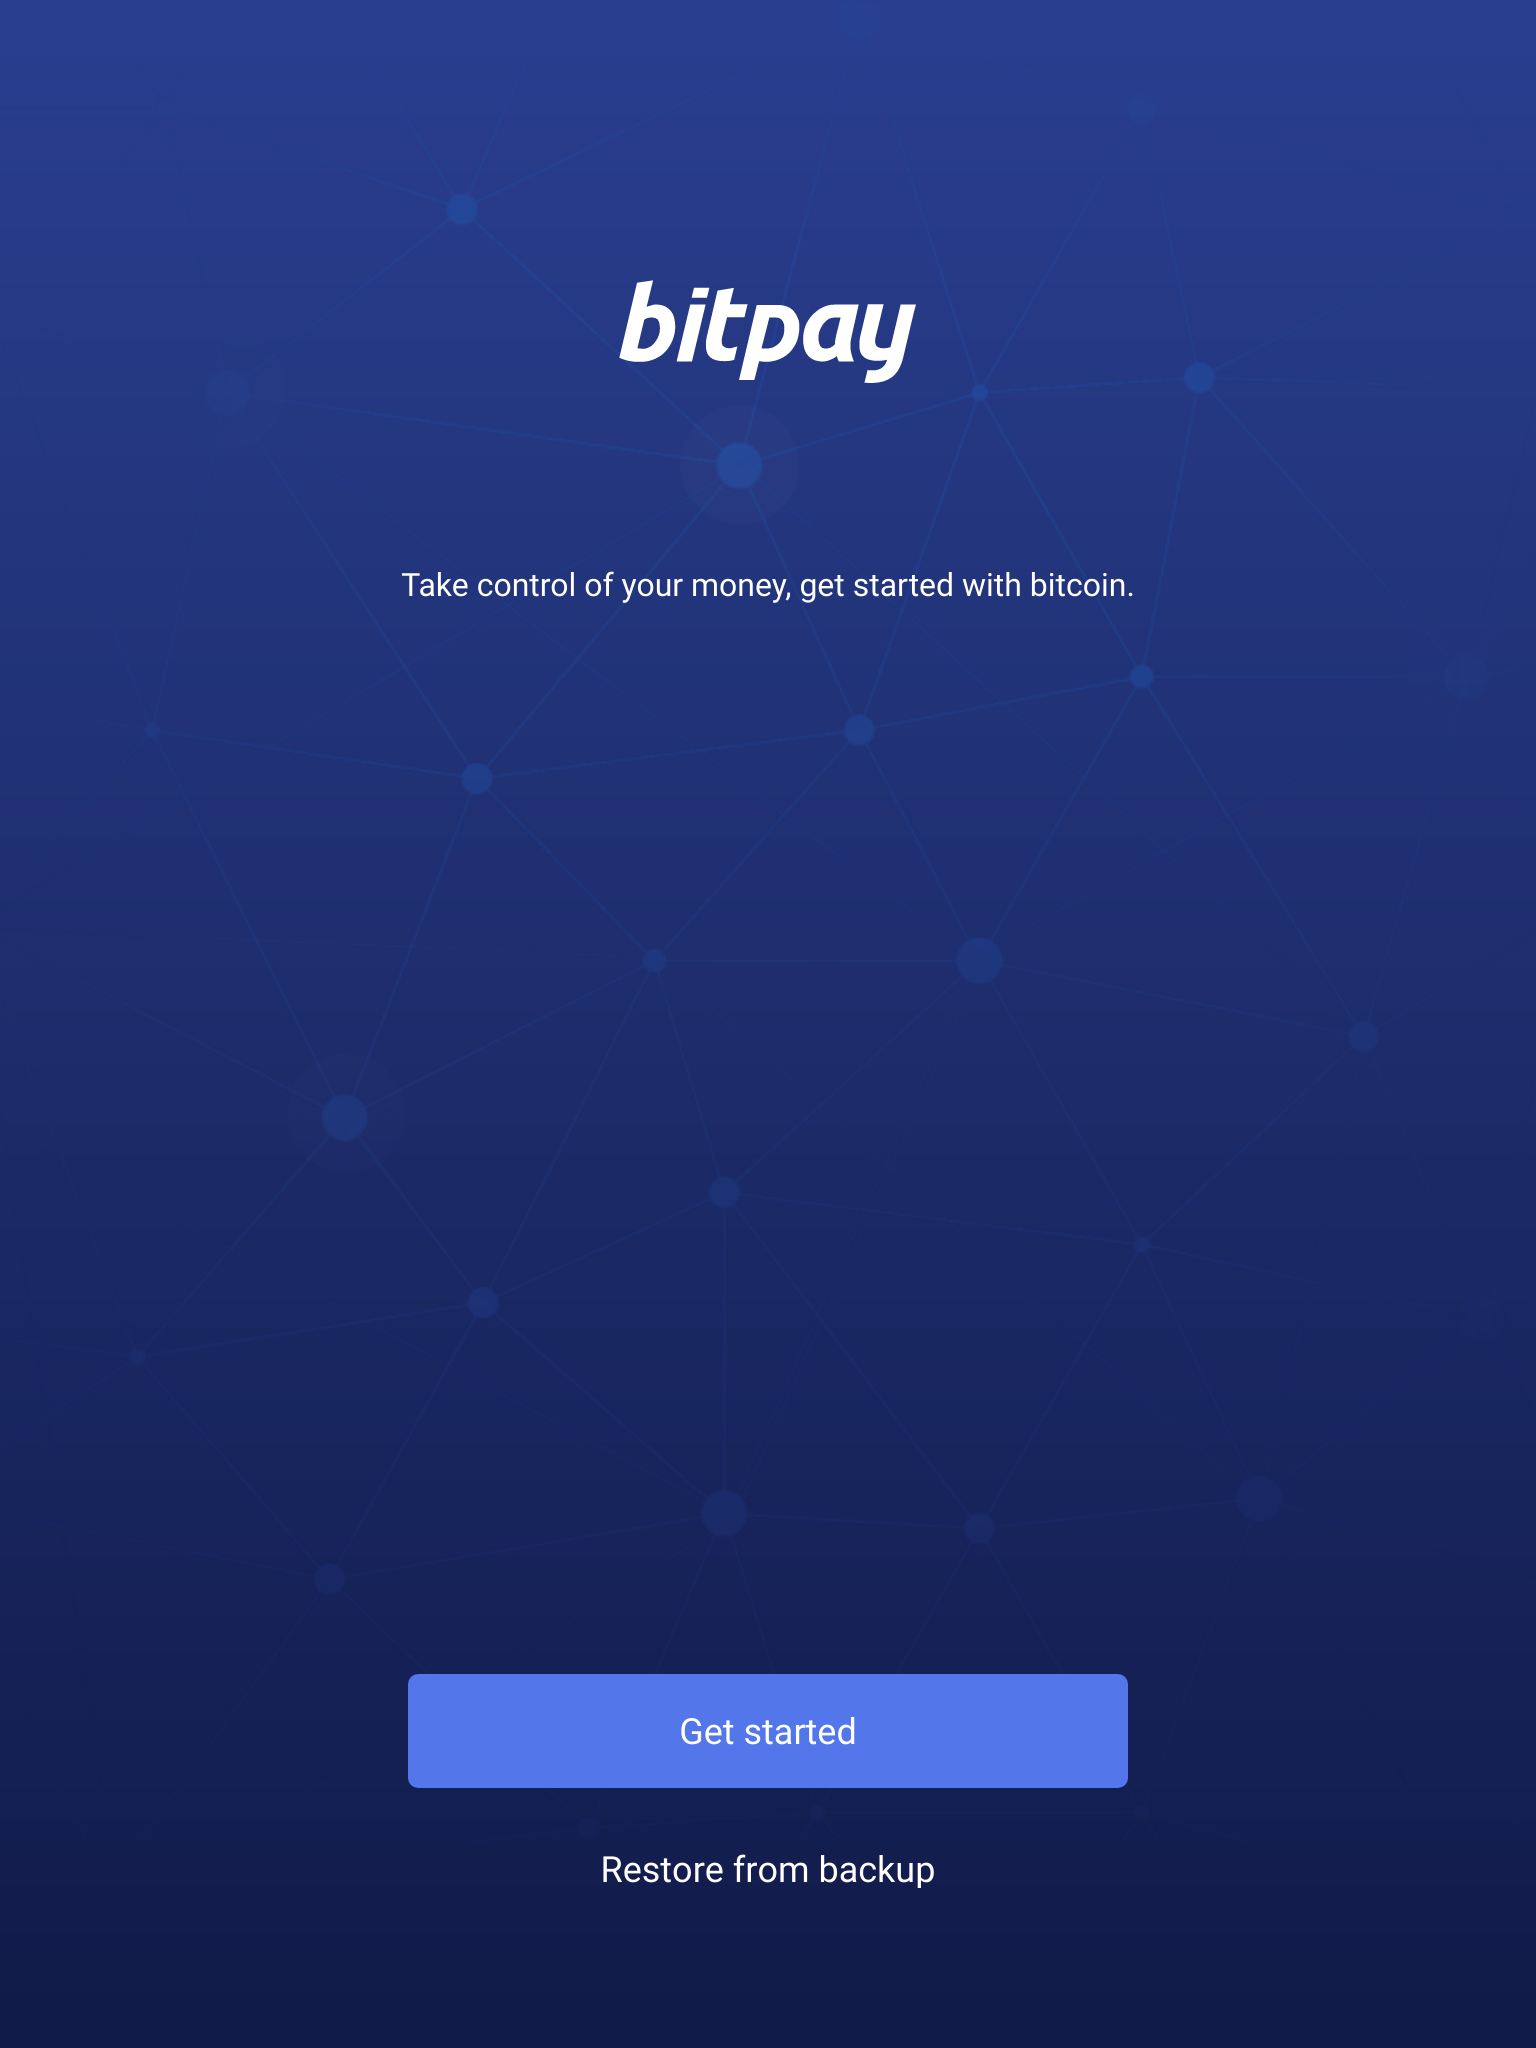 bitpay
Take control of your money, get started with bitcoin.
Get started
Restore from backup